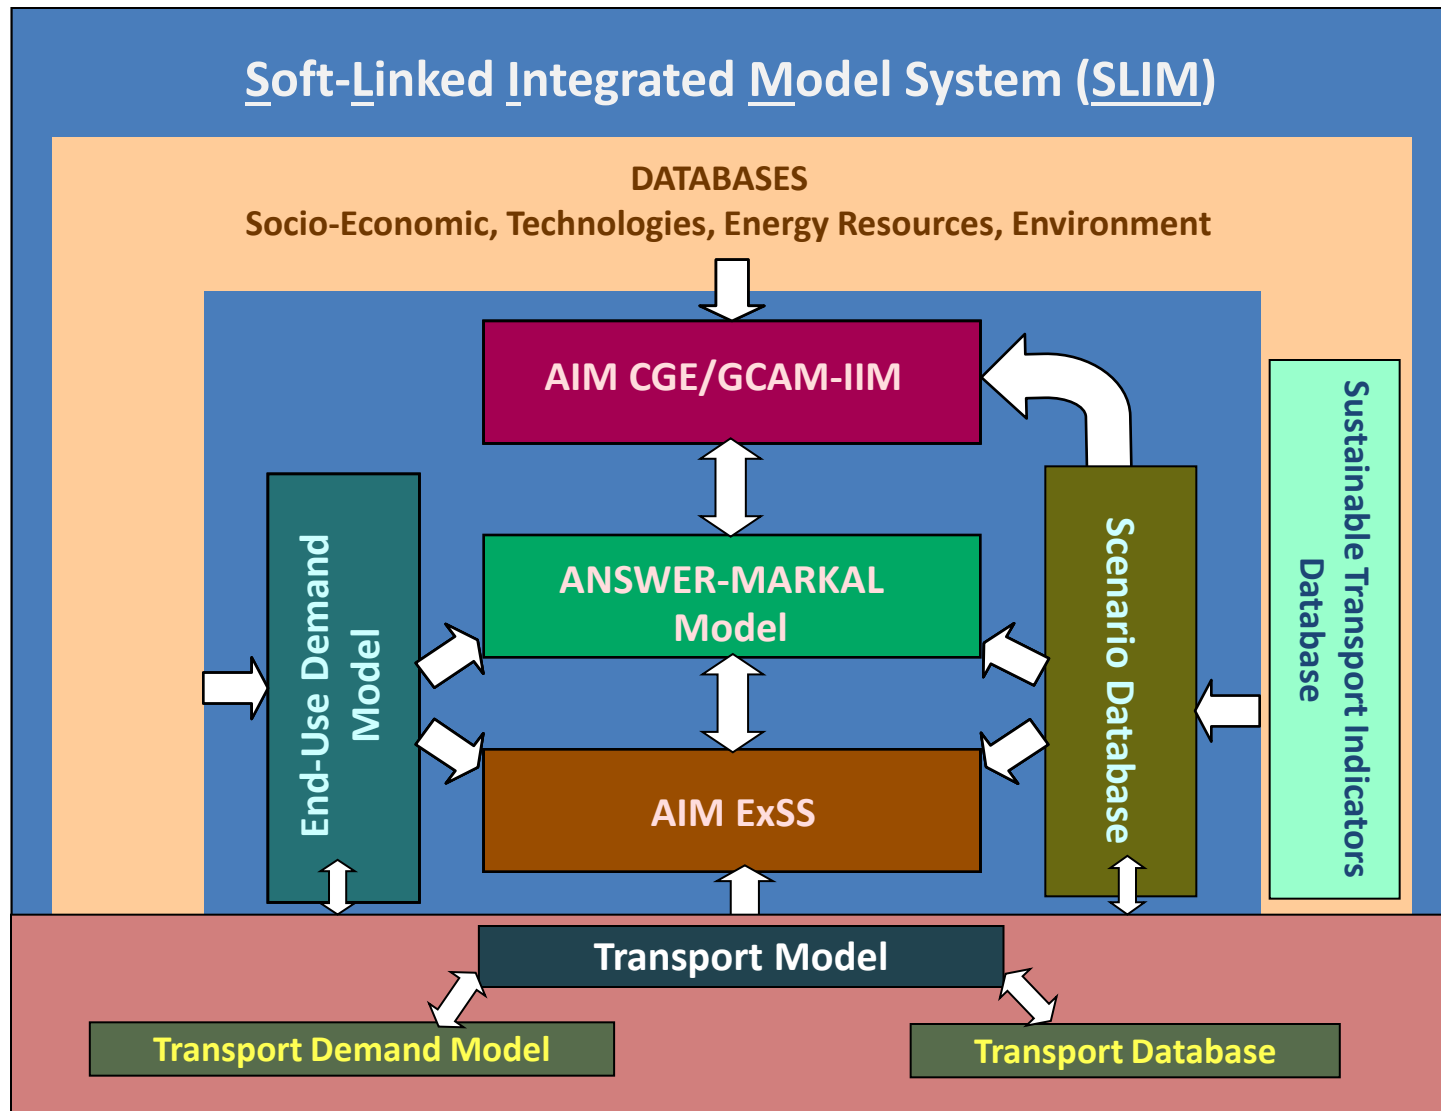 Soft-Linked Integrated Model System (SLIM)
DATABASES
Socio-Economic, Technologies, Energy Resources, Environment
AIM CGE/GCAM-IIM
End-Use Demand
Model
ANSWER-MARKAL
Model
Scenario Database
Sustainable Transport Indicators
Database
AIM ExSS
Transport Model
Transport Demand Model
Transport Database